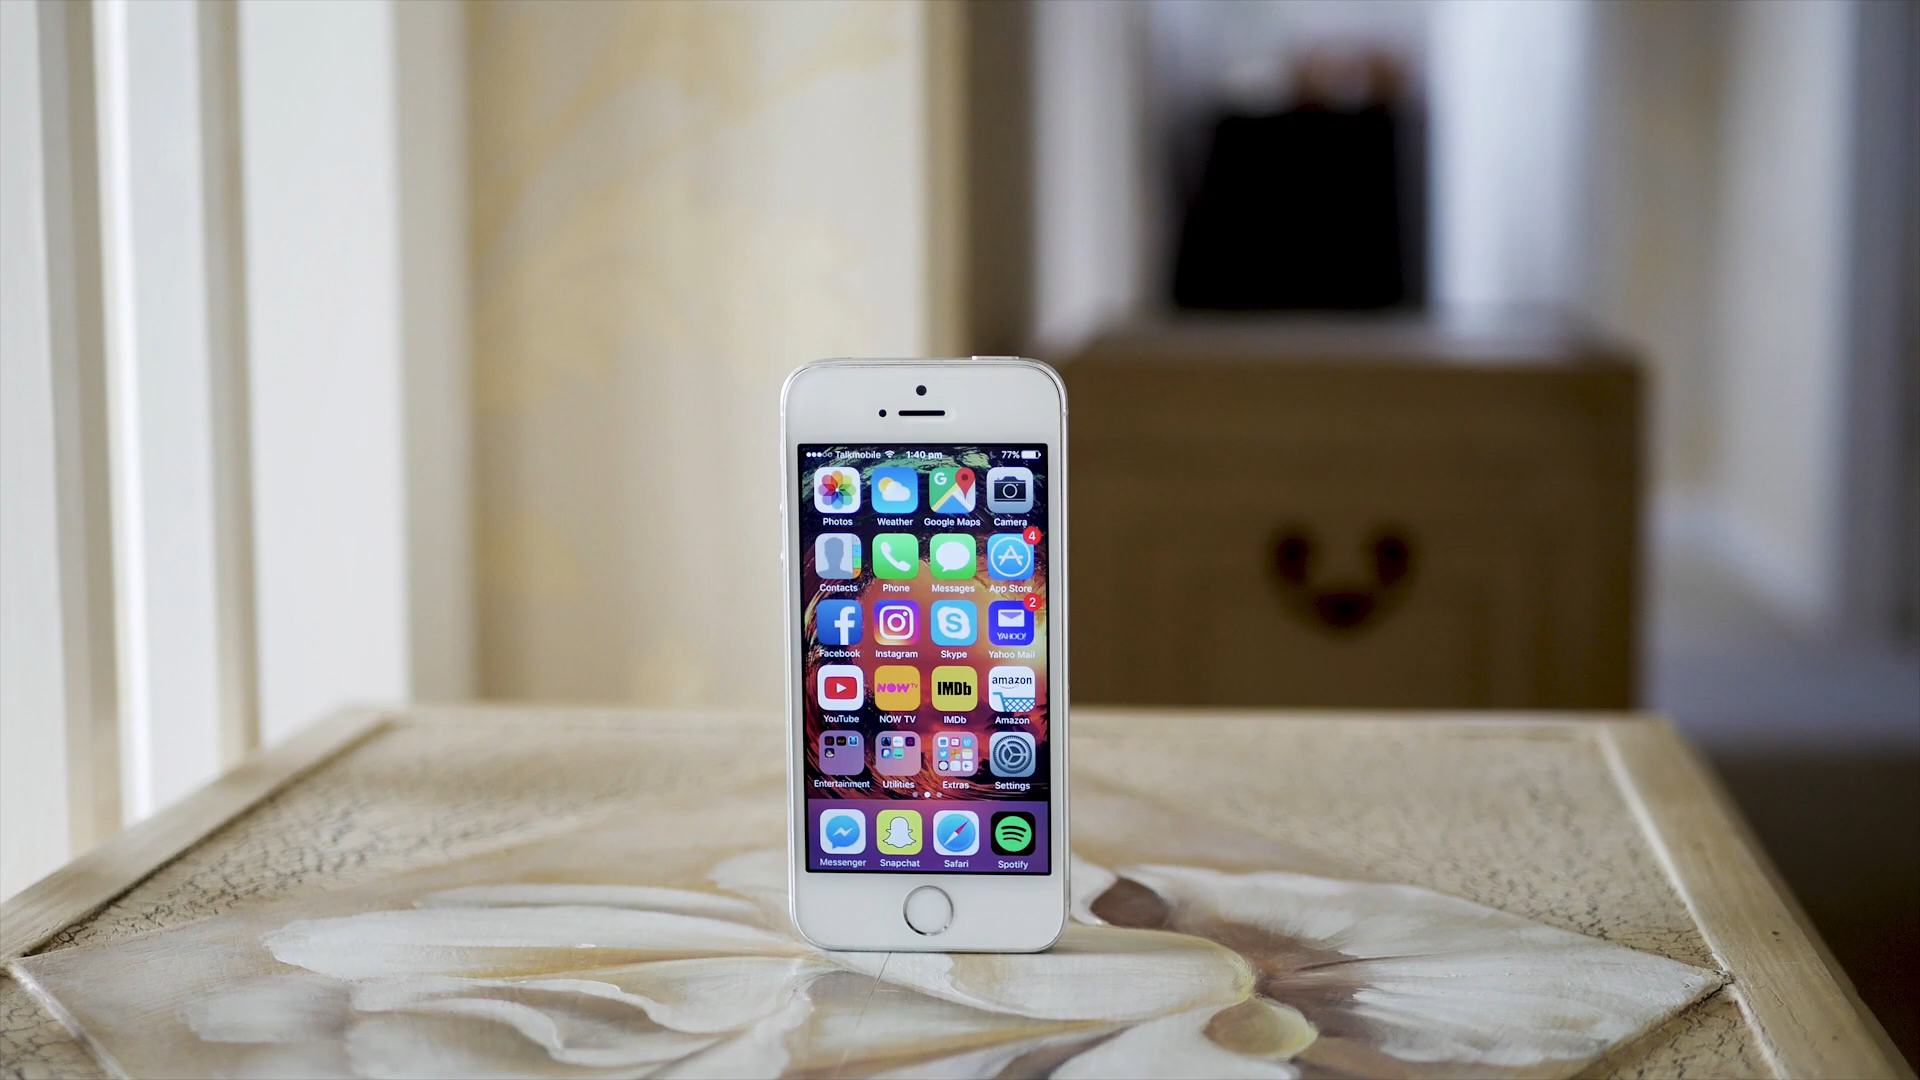 Talkmobile 1:40 pm 77%
G
Photos Weather Google Maps Camera
4
Contacts Phone Messages App Store
2
YAHOO!
Facebook Instagram Skype Yahoo Mail
NOW TV IMDb amazon
YouTube NOW TV IMDb Amazon
Entertainment Utilities Extras Settings
Messenger Snapchat Safari Spotify